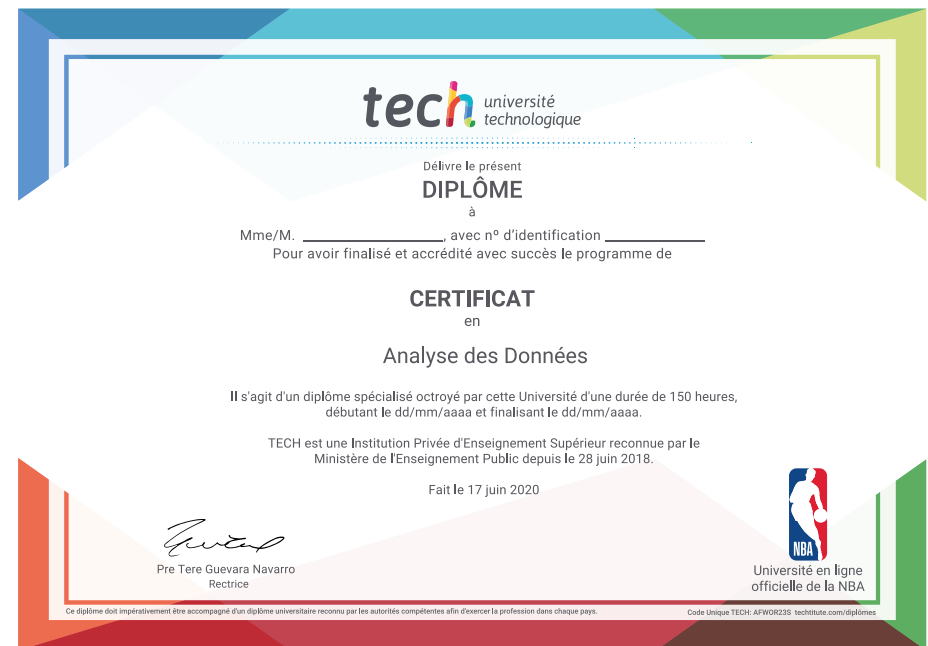 tech université
technologique
Délivre le présent
DIPLÔME
à
Mme/M. ____________________, avec nº d'identification ______________
Pour avoir finalisé et accrédité avec succès le programme de
CERTIFICAT
en
Analyse des Données
Il s'agit d'un diplôme spécialisé octroyé par cette Université d'une durée de 150 heures,
débutant le dd/mm/aaaa et finalisant le dd/mm/aaaa.
TECH est une Institution Privée d'Enseignement Supérieur reconnue par le
Ministère de l'Enseignement Public depuis le 28 juin 2018.
Fait le 17 juin 2020
Pre Tere Guevara Navarro
Rectrice
NBA
Université en ligne
officielle de la NBA
Ce diplôme doit impérativement être accompagné d'un diplôme universitaire reconnu par les autorités compétentes afin d'exercer la profession dans chaque pays.
Code Unique TECH: AFWOR23S techtitute.com/diplômes